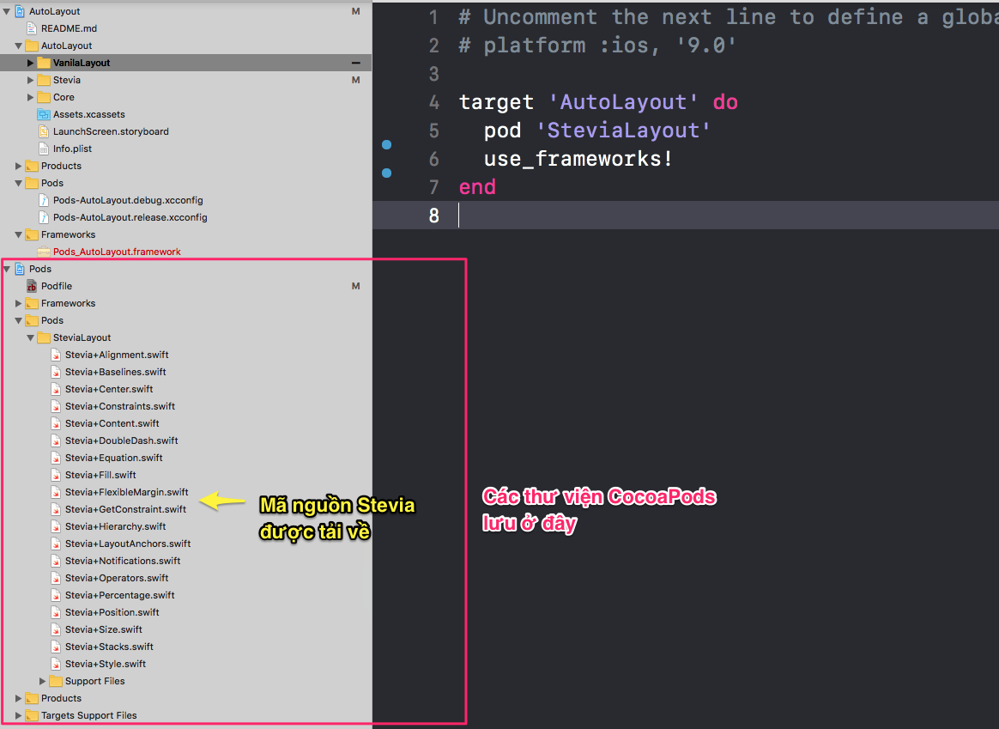 AutoLayout M
README.md
AutoLayout
VanilaLayout
Stevia M
Core
Assets.xcassets
LaunchScreen.storyboard
Info.plist
Products
Pods
Pods-AutoLayout.debug.xcconfig
Pods-AutoLayout.release.xcconfig
Frameworks
Pods_AutoLayout.framework
Pods
Podfile M
Frameworks
Pods
SteviaLayout
Stevia+Alignment.swift
Stevia+Baselines.swift
Stevia+Center.swift
Stevia+Constraints.swift
Stevia+Content.swift
Stevia+DoubleDash.swift
Stevia+Equation.swift
Stevia+Fill.swift
Stevia+FlexibleMargin.swift
Stevia+GetConstraint.swift
Stevia+Hierarchy.swift
Stevia+LayoutAnchors.swift
Stevia+Notifications.swift
Stevia+Operators.swift
Stevia+Percentage.swift
Stevia+Position.swift
Stevia+Size.swift
Stevia+Stacks.swift
Stevia+Style.swift
Support Files
Products
Targets Support Files
1 # Uncomment the next line to define a globa
2 # platform :ios, '9.0'
3
4 target 'AutoLayout' do
5 pod 'SteviaLayout'
6 use_frameworks!
7 end
8
Mã nguồn Stevia
được tải về
Các thư viện CocoaPods
lưu ở đây